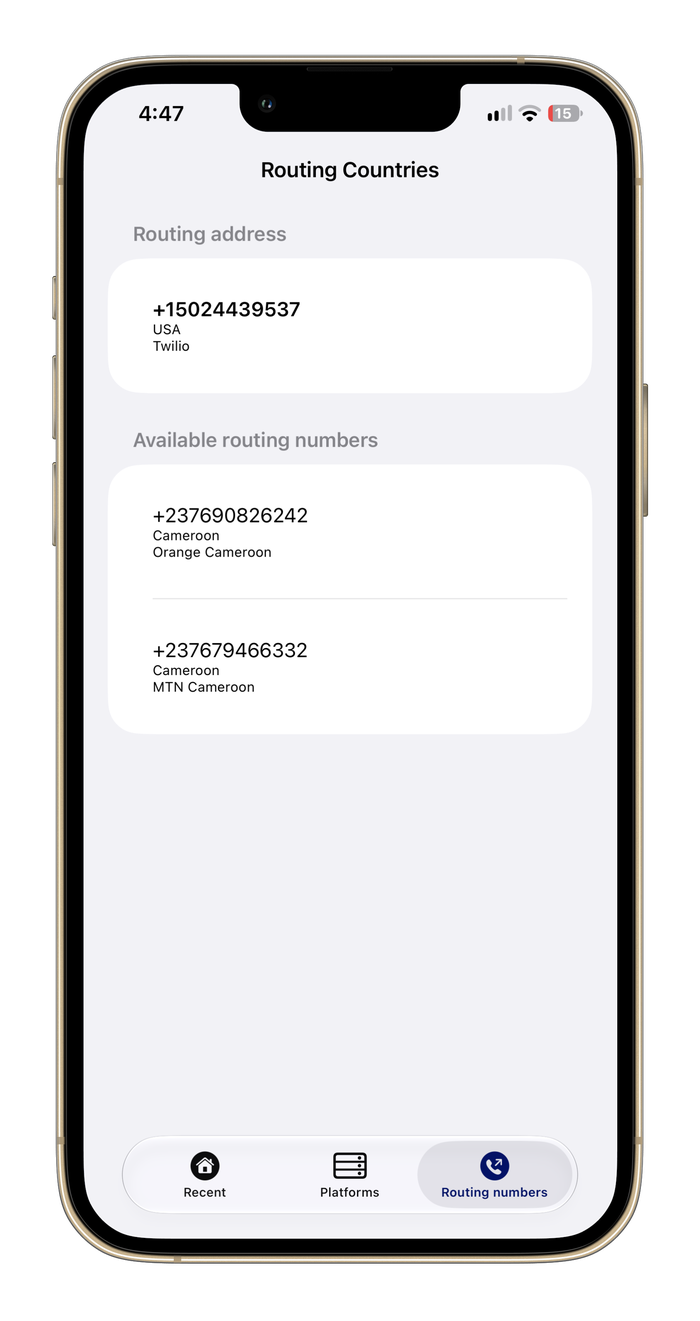 4:47
15
Routing Countries
Routing address
+15024439537
USA
Twilio
Available routing numbers
+237690826242
Cameroon
Orange Cameroon
+237679466332
Cameroon
MTN Cameroon
Recent
Platforms
Routing numbers